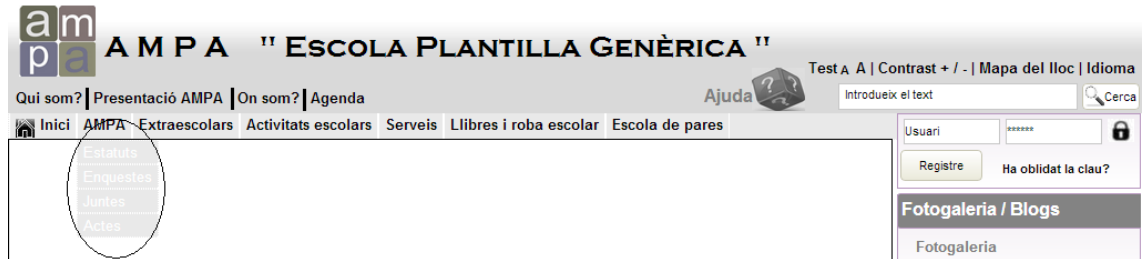 am
pa
A M P A " ESCOLA PLANTILLA GENÈRICA "
Test A A | Contrast + / - | Mapa del lloc | Idioma
Qui som? Presentació AMPA On som? Agenda
Ajuda
? ?
Introdueix el text
Cerca
Inici AMPA Extraescolars Activitats escolars Serveis Llibres i roba escolar Escola de pares
Estatuts
Enquestes
Juntes
Actes
Usuari
******
Registre
Ha oblidat la clau?
Fotogaleria / Blogs
Fotogaleria